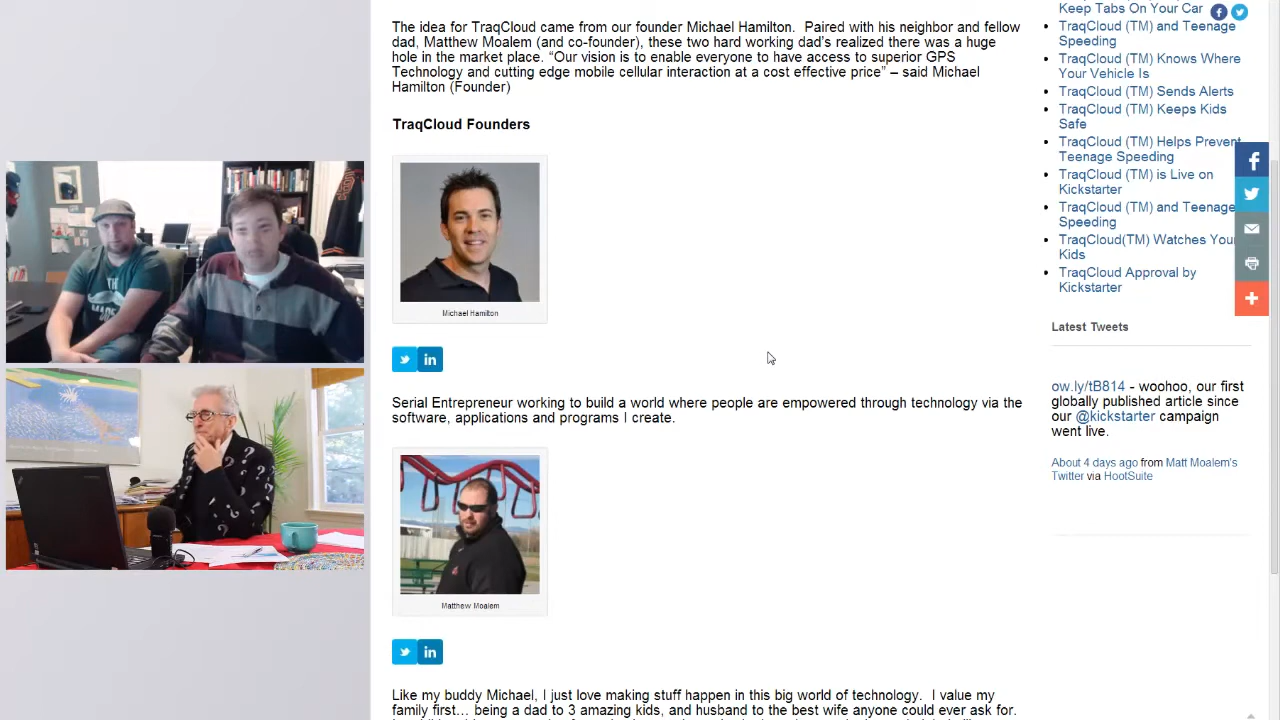 The idea for TraqCloud came from our founder Michael Hamilton.  Paired with his neighbor and fellow
dad, Matthew Moalem (and co-founder), these two hard working dad's realized there was a huge
hole in the market place. “Our vision is to enable everyone to have access to superior GPS
Technology and cutting edge mobile cellular interaction at a cost effective price” – said Michael
Hamilton (Founder)
TraqCloud Founders
Michael Hamilton
Serial Entrepreneur working to build a world where people are empowered through technology via the
software, applications and programs I create.
Matthew Moalem
Like my buddy Michael, I just love making stuff happen in this big world of technology.  I value my
family first… being a dad to 3 amazing kids, and husband to the best wife anyone could ever ask for.
Keep Tabs On Your Car
TraqCloud (TM) and Teenage
Speeding
TraqCloud (TM) Knows Where
Your Vehicle Is
TraqCloud (TM) Sends Alerts
TraqCloud (TM) Keeps Kids
Safe
TraqCloud (TM) Helps Prevent
Teenage Speeding
TraqCloud (TM) is Live on
Kickstarter
TraqCloud (TM) and Teenage
Speeding
TraqCloud(TM) Watches Your
Kids
TraqCloud Approval by
Kickstarter
Latest Tweets
ow.ly/tB814 - woohoo, our first
globally published article since
our @kickstarter campaign
went live.
About 4 days ago from Matt Moalem's
Twitter via HootSuite